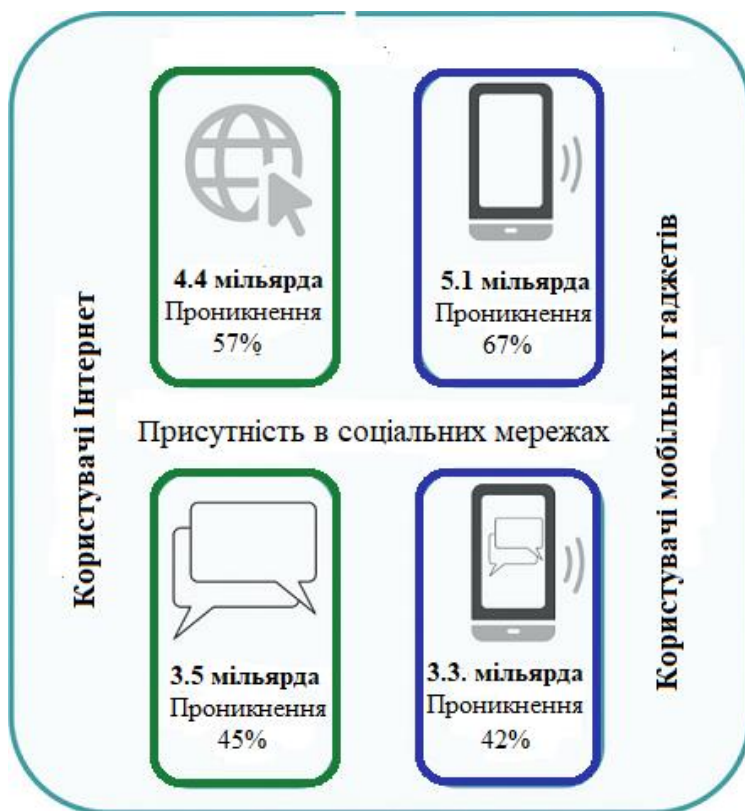 4.4 мільярда
Проникнення
57%
5.1 мільярда
Проникнення
67%
Користувачі Інтернет
Присутність в соціальних мережах
Користувачі мобільних гаджетів
3.5 мільярда
Проникнення
45%
3.3. мільярда
Проникнення
42%